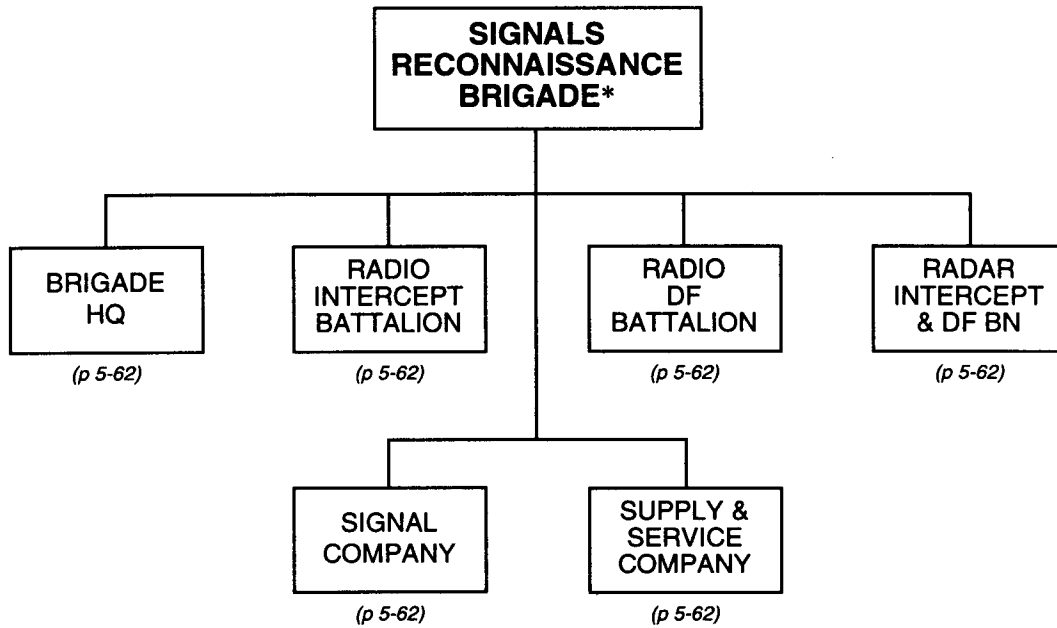 SIGNALS
RECONNAISSANCE
BRIGADE*
BRIGADE
HQ
(p 5-62)
RADIO
INTERCEPT
BATTALION
(p 5-62)
RADIO
DF
BATTALION
(p 5-62)
RADAR
INTERCEPT
& DF BN
(p 5-62)
SIGNAL
COMPANY
(p 5-62)
SUPPLY &
SERVICE
COMPANY
(p 5-62)